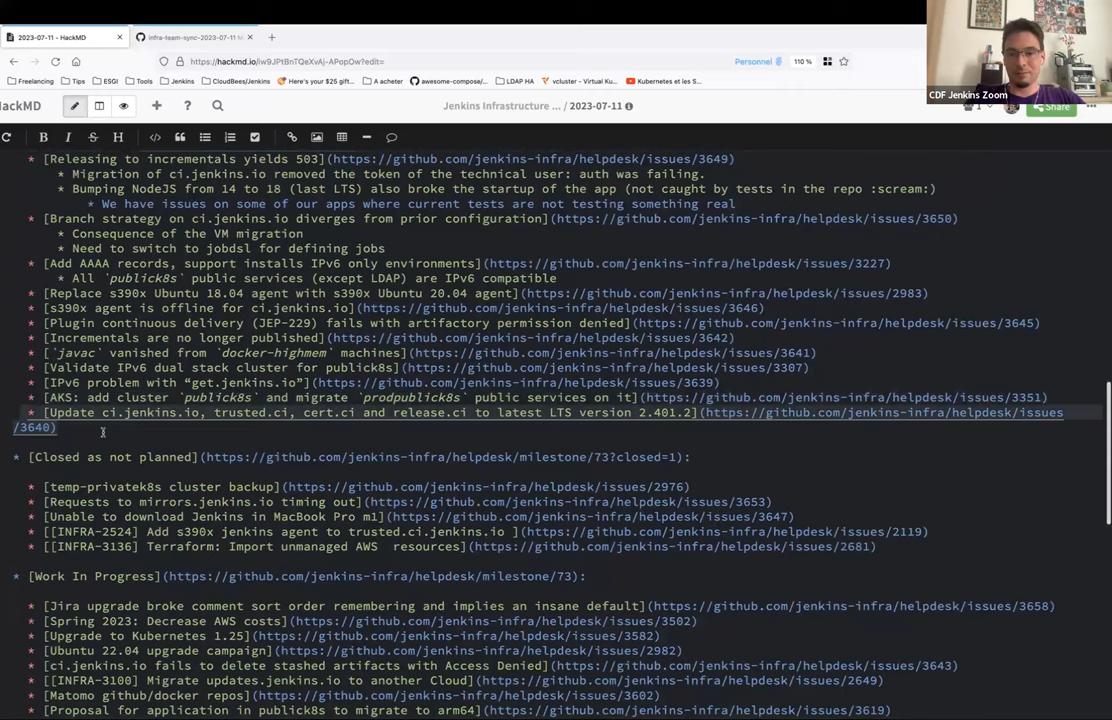 2023-07-11 - HackMD
infra-team-sync-2023-07-11
https://hackmd.io/iw9JPtBnTQeXvAj-APopOw?edit=
Personnel
110 %
Freelancing
Tips
ESGI
Tools
Jenkins
CloudBees/Jenkins
Here's your $25 gift...
A acheter
awesome-compose/...
LDAP HA
vcluster - Virtual Ku...
Kubernetes et les S...
CDF Jenkins Zoom
HackMD
Jenkins Infrastructure ... / 2023-07-11
Share
* [Releasing to incrementals yields 503](https://github.com/jenkins-infra/helpdesk/issues/3649)
* Migration of ci.jenkins.io removed the token of the technical user: auth was failing.
* Bumping NodeJS from 14 to 18 (last LTS) also broke the startup of the app (not caught by tests in the repo :scream:)
* We have issues on some of our apps where current tests are not testing something real
* [Branch strategy on ci.jenkins.io diverges from prior configuration](https://github.com/jenkins-infra/helpdesk/issues/3650)
* Consequence of the VM migration
* Need to switch to jobdsl for defining jobs
* [Add AAAA records, support installs IPv6 only environments](https://github.com/jenkins-infra/helpdesk/issues/3227)
* All `publick8s` public services (except LDAP) are IPv6 compatible
* [Replace s390x Ubuntu 18.04 agent with s390x Ubuntu 20.04 agent](https://github.com/jenkins-infra/helpdesk/issues/2983)
* [s390x agent is offline for ci.jenkins.io](https://github.com/jenkins-infra/helpdesk/issues/3646)
* [Plugin continuous delivery (JEP-229) fails with artifactory permission denied](https://github.com/jenkins-infra/helpdesk/issues/3645)
* [Incrementals are no longer published](https://github.com/jenkins-infra/helpdesk/issues/3642)
* [`javac` vanished from `docker-highmem` machines](https://github.com/jenkins-infra/helpdesk/issues/3641)
* [Validate IPv6 dual stack cluster for publick8s](https://github.com/jenkins-infra/helpdesk/issues/3307)
* [IPv6 problem with “get.jenkins.io”](https://github.com/jenkins-infra/helpdesk/issues/3639)
* [AKS: add cluster `publick8s` and migrate `prodpublick8s` public services on it](https://github.com/jenkins-infra/helpdesk/issues/3351)
* [Update ci.jenkins.io, trusted.ci, cert.ci and release.ci to latest LTS version 2.401.2](https://github.com/jenkins-infra/helpdesk/issues
/3640)
* [Closed as not planned](https://github.com/jenkins-infra/helpdesk/milestone/73?closed=1):
* [temp-privatek8s cluster backup](https://github.com/jenkins-infra/helpdesk/issues/2976)
* [Requests to mirrors.jenkins.io timing out](https://github.com/jenkins-infra/helpdesk/issues/3653)
* [Unable to download Jenkins in MacBook Pro m1](https://github.com/jenkins-infra/helpdesk/issues/3647)
* [[INFRA-2524] Add s390x jenkins agent to trusted.ci.jenkins.io ](https://github.com/jenkins-infra/helpdesk/issues/2119)
* [[INFRA-3136] Terraform: Import unmanaged AWS  resources](https://github.com/jenkins-infra/helpdesk/issues/2681)
* [Work In Progress](https://github.com/jenkins-infra/helpdesk/milestone/73):
* [Jira upgrade broke comment sort order remembering and implies an insane default](https://github.com/jenkins-infra/helpdesk/issues/3658)
* [Spring 2023: Decrease AWS costs](https://github.com/jenkins-infra/helpdesk/issues/3502)
* [Upgrade to Kubernetes 1.25](https://github.com/jenkins-infra/helpdesk/issues/3582)
* [Ubuntu 22.04 upgrade campaign](https://github.com/jenkins-infra/helpdesk/issues/2982)
* [ci.jenkins.io fails to delete stashed artifacts with Access Denied](https://github.com/jenkins-infra/helpdesk/issues/3643)
* [[INFRA-3100] Migrate updates.jenkins.io to another Cloud](https://github.com/jenkins-infra/helpdesk/issues/2649)
* [Matomo github/docker repos](https://github.com/jenkins-infra/helpdesk/issues/3602)
* [Proposal for application in publick8s to migrate to arm64](https://github.com/jenkins-infra/helpdesk/issues/3619)